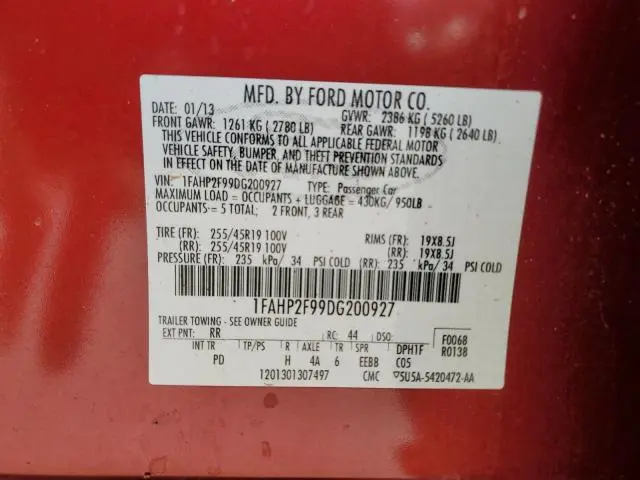 MFD. BY FORD MOTOR CO.
DATE: 01/13 GVWR: 2386 KG (5260 LB)
FRONT GAWR: 1261 KG (2780 LB) REAR GAWR: 1198 KG (2640 LB)
THIS VEHICLE CONFORMS TO ALL APPLICABLE FEDERAL MOTOR
VEHICLE SAFETY, BUMPER, AND THEFT PREVENTION STANDARDS
IN EFFECT ON THE DATE OF MANUFACTURE SHOWN ABOVE.
VIN: 1FAHP2F99DG200927 TYPE: Passenger Car
MAXIMUM LOAD = OCCUPANTS + LUGGAGE = 430KG/950LB
OCCUPANTS = 5 TOTAL; 2 FRONT, 3 REAR
TIRE (FR): 255/45R19 100V RIMS (FR): 19X8.5J
(RR): 255/45R19 100V (RR): 19X8.5J
PRESSURE (FR): 235 kPa/ 34 PSI COLD (RR): 235 kPa/ 34 PSI COLD
1FAHP2F99DG200927
TRAILER TOWING - SEE OWNER GUIDE
EXT PNT: RR RC: 44 DSO: F0068
R0138
INT TR TP/PS R AXLE TR SPR DPH1F
PD H 4A 6 EEBB C05
1201301307497 CMC ▽5U5A-5420472-AA